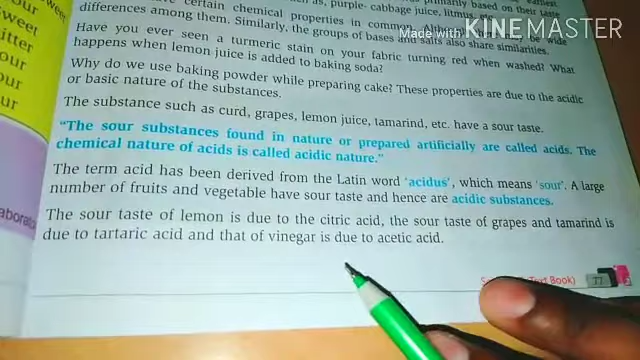 certain chemical properties in common.
differences among them. Similarly, the groups of bases and salts also share similarities.
Have you ever seen a turmeric stain on your fabric turning red when washed? What
happens when lemon juice is added to baking soda?
Why do we use baking powder while preparing cake? These properties are due to the acidic
or basic nature of the substances.
The substance such as curd, grapes, lemon juice, tamarind, etc. have a sour taste.
"The sour substances found in nature or prepared artificially are called acids. The
chemical nature of acids is called acidic nature."
The term acid has been derived from the Latin word 'acidus', which means 'sour'. A large
number of fruits and vegetable have sour taste and hence are acidic substances.
The sour taste of lemon is due to the citric acid, the sour taste of grapes and tamarind is
due to tartaric acid and that of vinegar is due to acetic acid.
Text Book)
77
Made with KINEMASTER